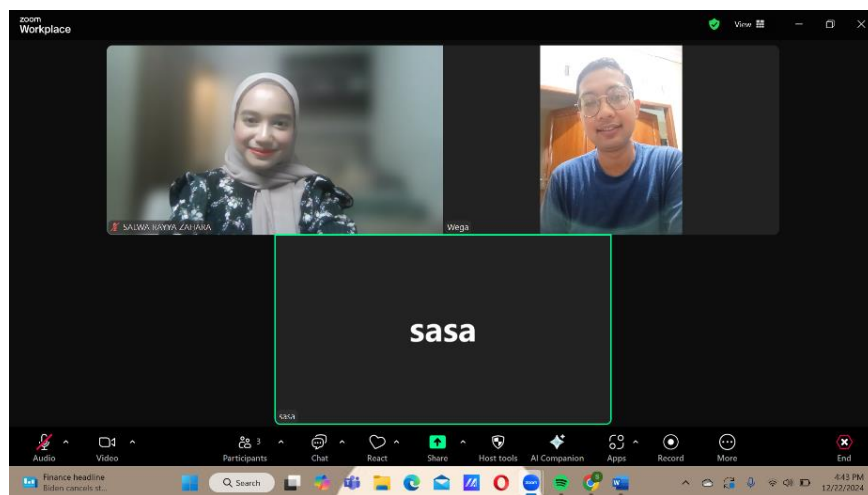 zoom
Workplace
View
SALWA RAYYA ZAHARA
Wega
sasa
sasa
Audio
Video
3
Participants
Chat
React
Share
Host tools
AI Companion
Apps
Record
More
End
Finance headline
Biden cancels st...
Search
4:43 PM
12/22/2024